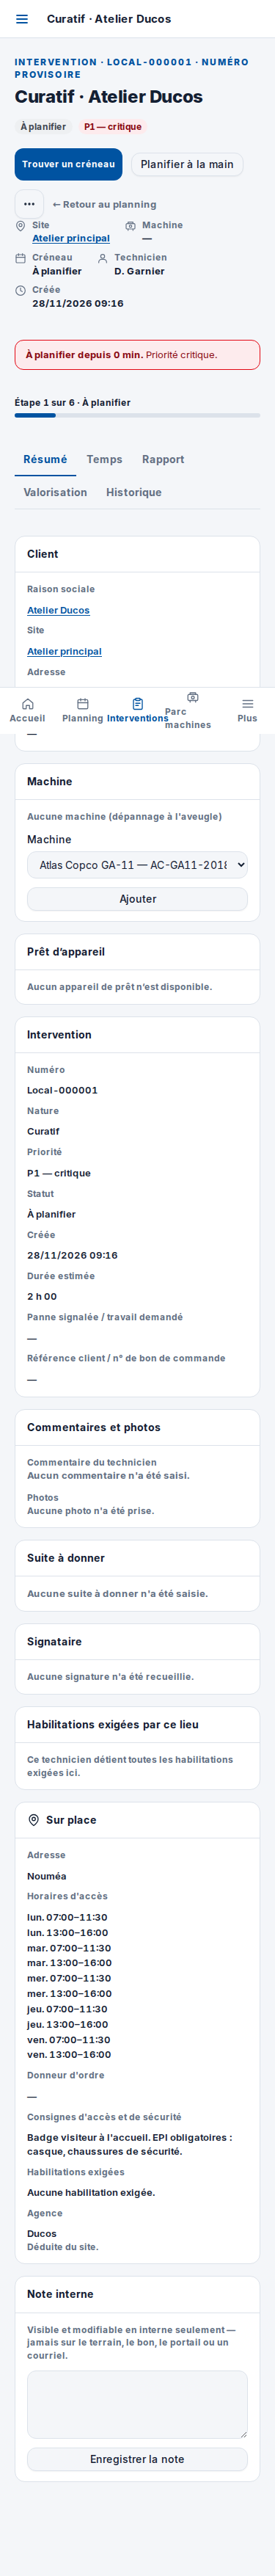 Curatif · Atelier Ducos
INTERVENTION · LOCAL-000001 · NUMÉRO
PROVISOIRE
Curatif · Atelier Ducos
À planifier
P1 — critique
Trouver un créneau
Planifier à la main
← Retour au planning
Site
Atelier principal
Machine
—
Créneau
À planifier
Technicien
D. Garnier
Créée
28/11/2026 09:16
À planifier depuis 0 min. Priorité critique.
Étape 1 sur 6 · À planifier
Résumé
Temps
Rapport
Valorisation
Historique
Client
Raison sociale
Atelier Ducos
Site
Atelier principal
Adresse
Accueil
Planning
Interventions
Parc
machines
Plus
—
Machine
Aucune machine (dépannage à l'aveugle)
Machine
Atlas Copco GA-11 — AC-GA11-2018
Ajouter
Prêt d’appareil
Aucun appareil de prêt n’est disponible.
Intervention
Numéro
Local-000001
Nature
Curatif
Priorité
P1 — critique
Statut
À planifier
Créée
28/11/2026 09:16
Durée estimée
2 h 00
Panne signalée / travail demandé
—
Référence client / n° de bon de commande
—
Commentaires et photos
Commentaire du technicien
Aucun commentaire n'a été saisi.
Photos
Aucune photo n'a été prise.
Suite à donner
Aucune suite à donner n'a été saisie.
Signataire
Aucune signature n'a été recueillie.
Habilitations exigées par ce lieu
Ce technicien détient toutes les habilitations
exigées ici.
Sur place
Adresse
Nouméa
Horaires d'accès
lun. 07:00–11:30
lun. 13:00–16:00
mar. 07:00–11:30
mar. 13:00–16:00
mer. 07:00–11:30
mer. 13:00–16:00
jeu. 07:00–11:30
jeu. 13:00–16:00
ven. 07:00–11:30
ven. 13:00–16:00
Donneur d'ordre
—
Consignes d'accès et de sécurité
Badge visiteur à l'accueil. EPI obligatoires :
casque, chaussures de sécurité.
Habilitations exigées
Aucune habilitation exigée.
Agence
Ducos
Déduite du site.
Note interne
Visible et modifiable en interne seulement —
jamais sur le terrain, le bon, le portail ou un
courriel.
Enregistrer la note